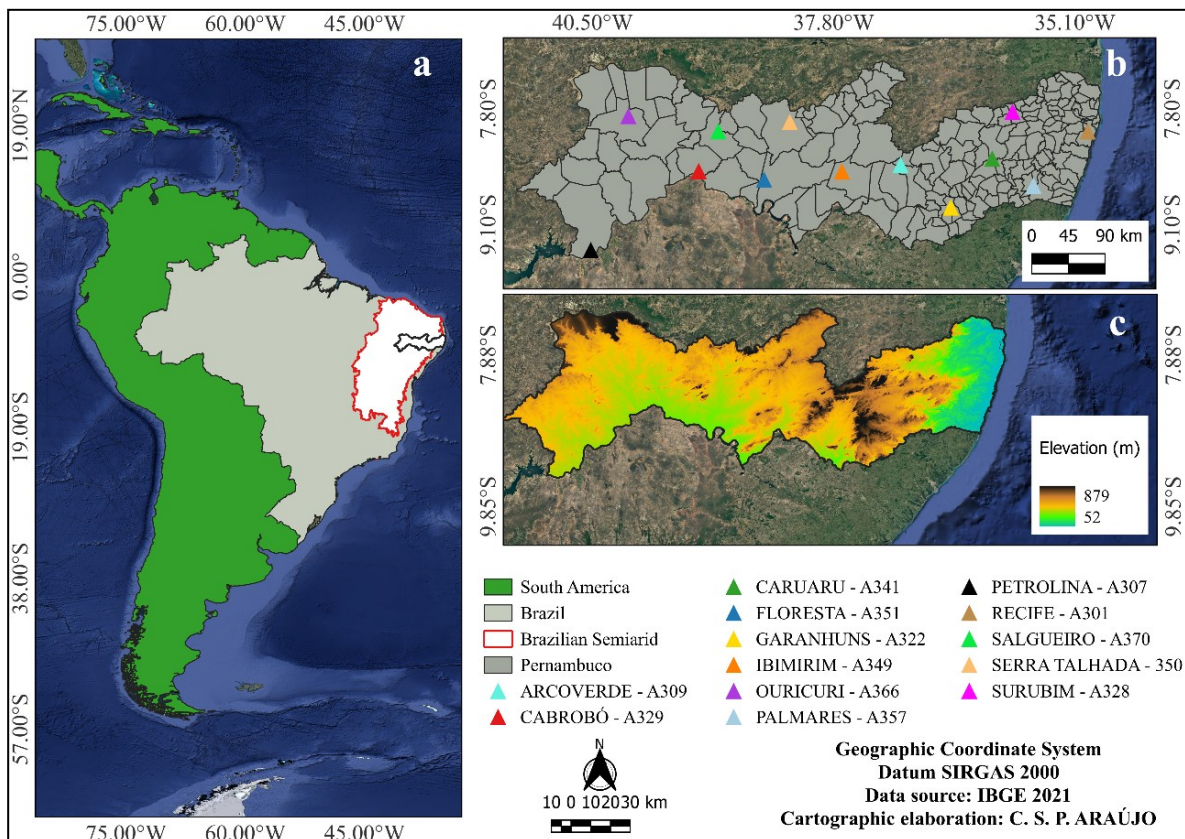 75.00°W 60.00°W 45.00°W
40.50°W 37.80°W 35.10°W
a
19.00°N
0.00°
19.00°S
38.00°S
57.00°S
75.00°W 60.00°W 45.00°W
b
7.80°S
9.10°S
7.80°S
9.10°S
0 45 90 km
c
7.88°S
9.85°S
7.88°S
9.85°S
Elevation (m)
879
52
South America
Brazil
Brazilian Semiarid
Pernambuco
ARCOVERDE - A309
CABROBÓ - A329
CARUARU - A341
FLORESTA - A351
GARANHUNS - A322
IBIMIRIM - A349
OURICURI - A366
PALMARES - A357
PETROLINA - A307
RECIFE - A301
SALGUEIRO - A370
SERRA TALHADA - 350
SURUBIM - A328
N
10 0 102030 km
Geographic Coordinate System
Datum SIRGAS 2000
Data source: IBGE 2021
Cartographic elaboration: C. S. P. ARAÚJO